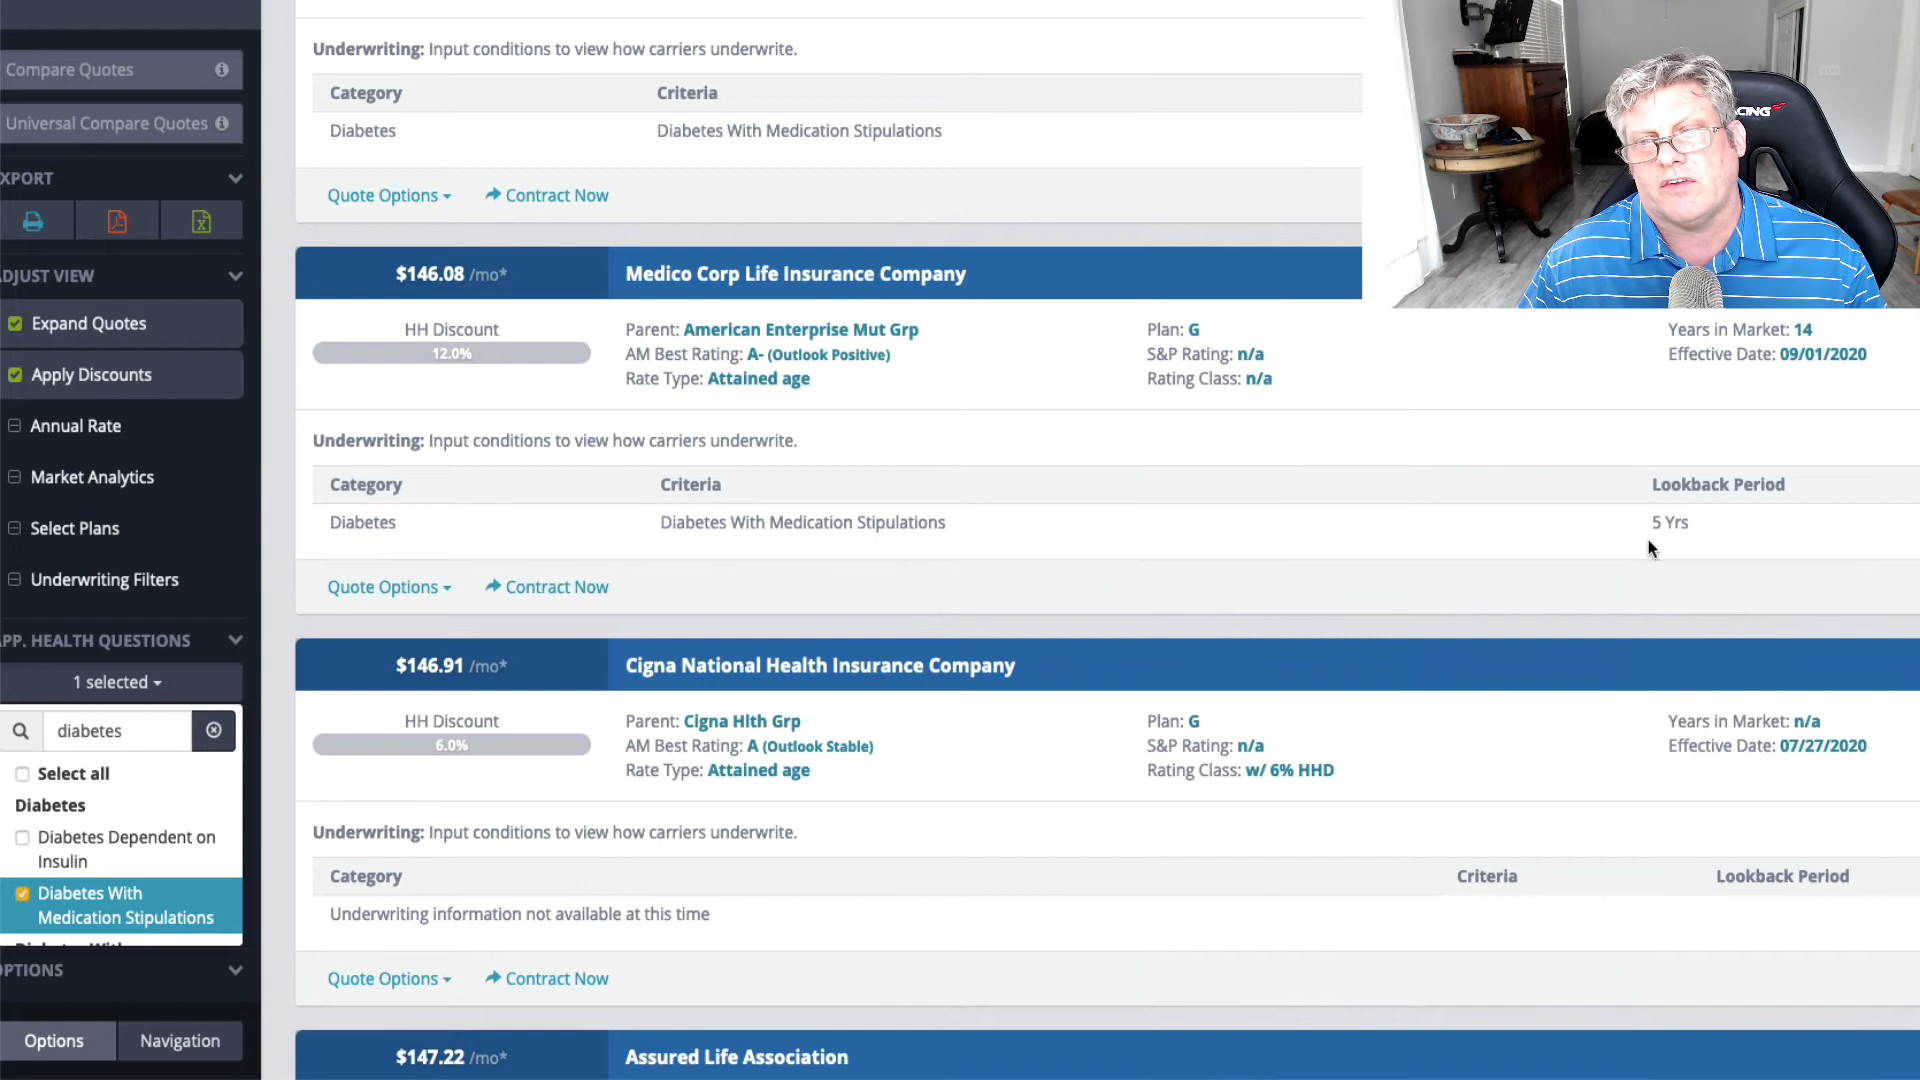 Compare Quotes
Universal Compare Quotes
XPORT
ADJUST VIEW
Expand Quotes
Apply Discounts
Annual Rate
Market Analytics
Select Plans
Underwriting Filters
APP. HEALTH QUESTIONS
1 selected
diabetes
Select all
Diabetes
Diabetes Dependent on
Insulin
Diabetes With
Medication Stipulations
OPTIONS
Options
Navigation
Underwriting: Input conditions to view how carriers underwrite.
Category Criteria
Diabetes Diabetes With Medication Stipulations
Quote Options Contract Now
$146.08 /mo* Medico Corp Life Insurance Company
HH Discount
12.0%
Parent: American Enterprise Mut Grp
AM Best Rating: A- (Outlook Positive)
Rate Type: Attained age
Plan: G
S&P Rating: n/a
Rating Class: n/a
Years in Market: 14
Effective Date: 09/01/2020
Underwriting: Input conditions to view how carriers underwrite.
Category Criteria Lookback Period
Diabetes Diabetes With Medication Stipulations 5 Yrs
Quote Options Contract Now
$146.91 /mo* Cigna National Health Insurance Company
HH Discount
6.0%
Parent: Cigna Hlth Grp
AM Best Rating: A (Outlook Stable)
Rate Type: Attained age
Plan: G
S&P Rating: n/a
Rating Class: w/ 6% HHD
Years in Market: n/a
Effective Date: 07/27/2020
Underwriting: Input conditions to view how carriers underwrite.
Category Criteria Lookback Period
Underwriting information not available at this time
Quote Options Contract Now
$147.22 /mo* Assured Life Association